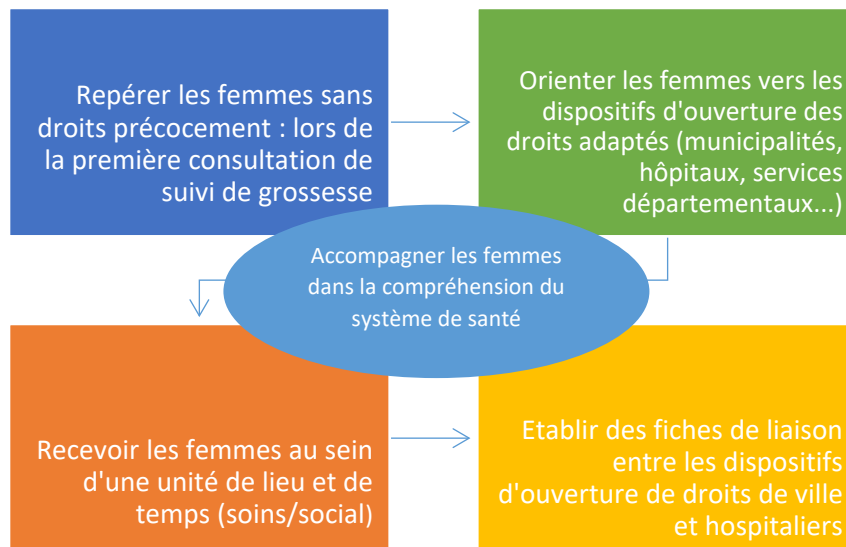 Repérer les femmes sans
droits précocement : lors de
la première consultation de
suivi de grossesse
Orienter les femmes vers les
dispositifs d'ouverture des
droits adaptés (municipalités,
hôpitaux, services
départementaux...)
Accompagner les femmes
dans la compréhension du
système de santé
Recevoir les femmes au sein
d'une unité de lieu et de
temps (soins/social)
Etablir des fiches de liaison
entre les dispositifs
d'ouverture de droits de ville
et hospitaliers